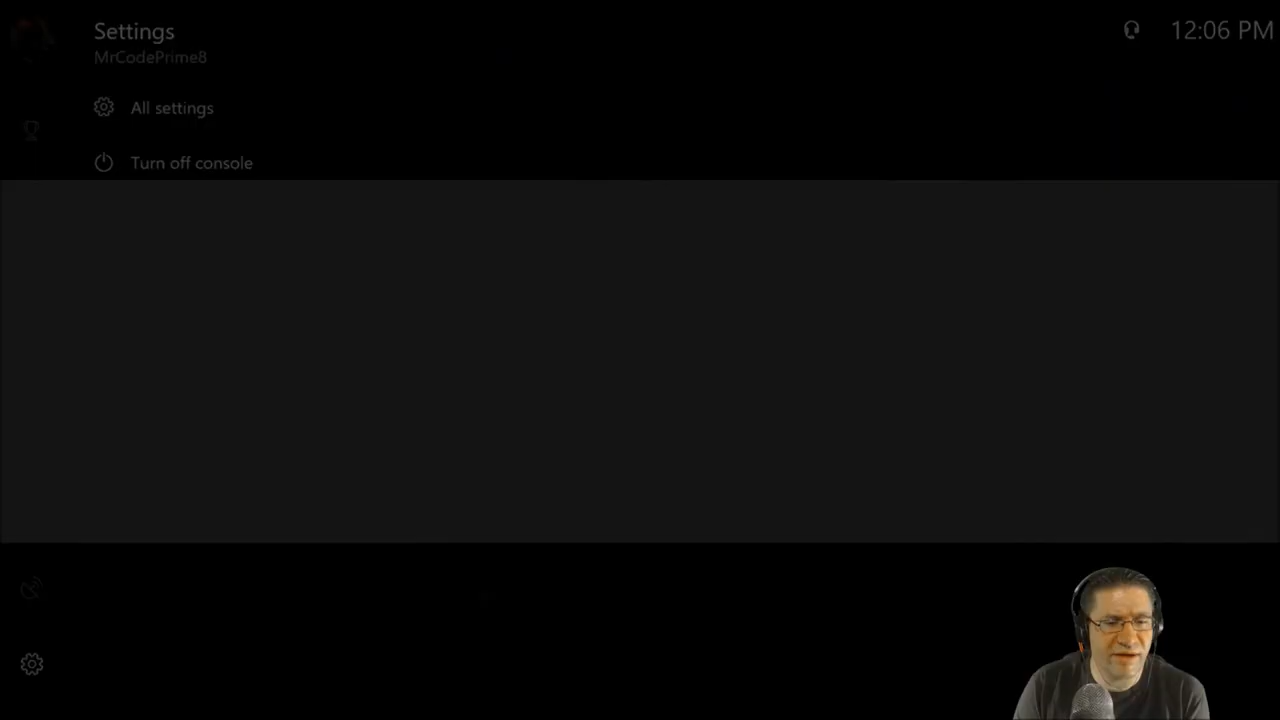 Settings
12:06 PM
MrCodePrime8
All settings
Turn off console